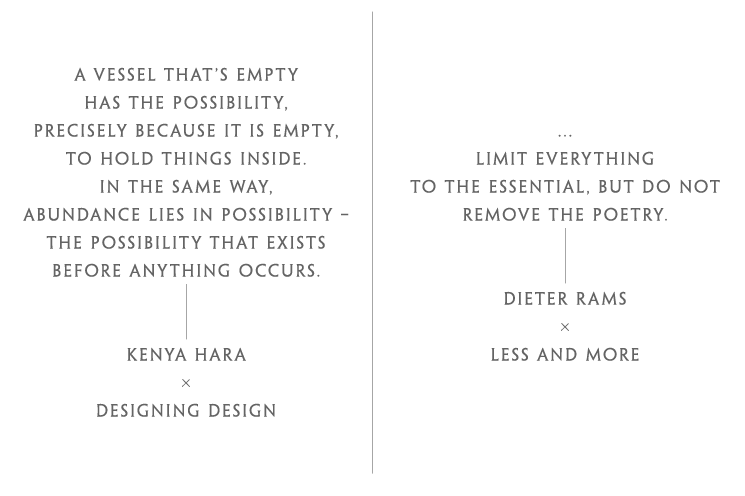 A VESSEL THAT'S EMPTY
HAS THE POSSIBILITY,
PRECISELY BECAUSE IT IS EMPTY,
TO HOLD THINGS INSIDE.
IN THE SAME WAY,
ABUNDANCE LIES IN POSSIBILITY –
THE POSSIBILITY THAT EXISTS
BEFORE ANYTHING OCCURS.
KENYA HARA
×
DESIGNING DESIGN
...
LIMIT EVERYTHING
TO THE ESSENTIAL, BUT DO NOT
REMOVE THE POETRY.
DIETER RAMS
×
LESS AND MORE